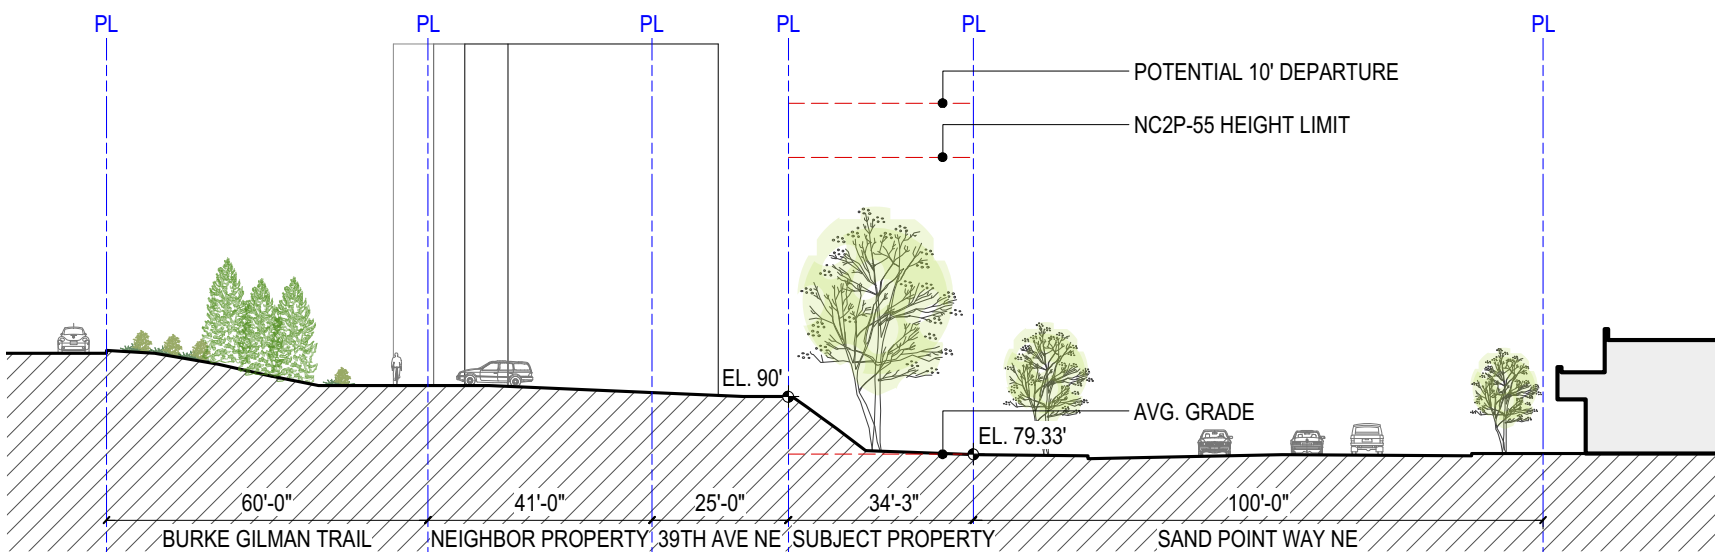 PL PL PL PL PL PL
POTENTIAL 10' DEPARTURE
NC2P-55 HEIGHT LIMIT
EL. 90'
AVG. GRADE
EL. 79.33'
60'-0" 41'-0" 25'-0" 34'-3" 100'-0"
BURKE GILMAN TRAIL NEIGHBOR PROPERTY 39TH AVE NE SUBJECT PROPERTY SAND POINT WAY NE